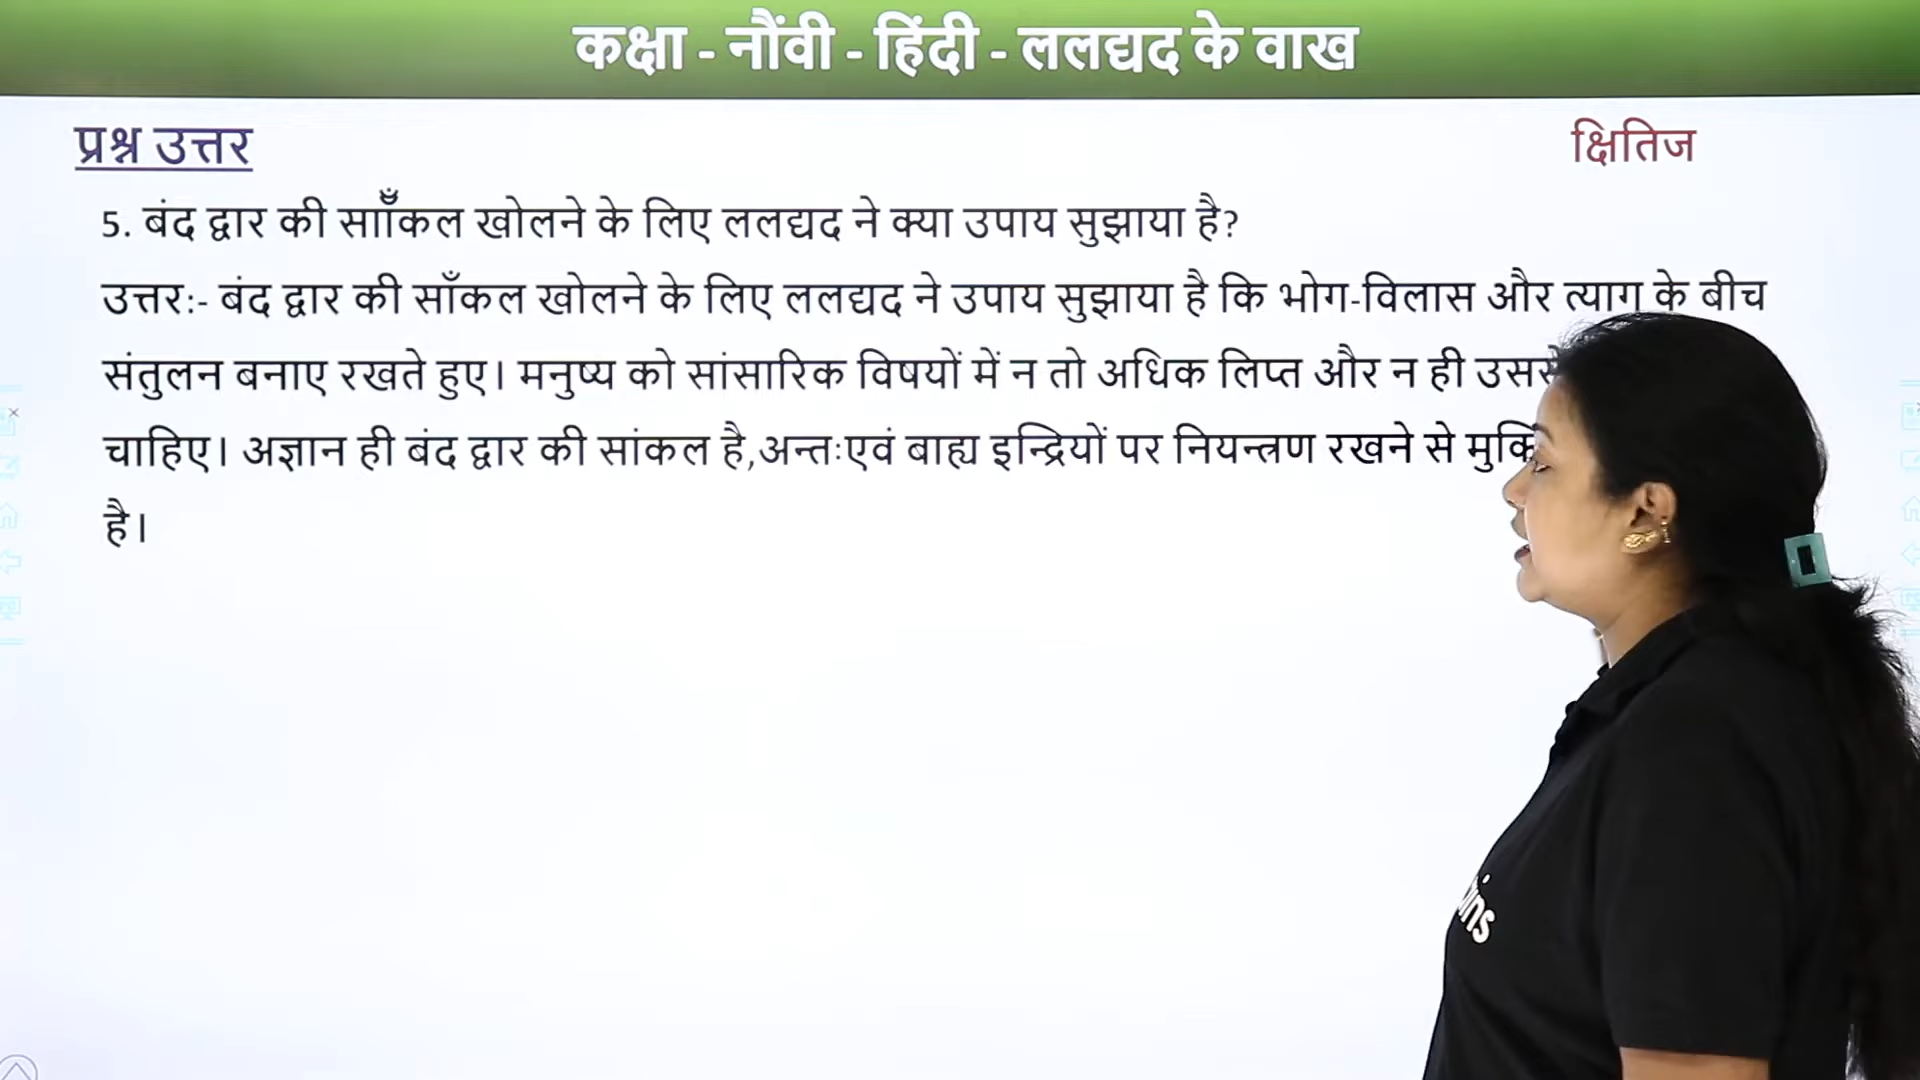 कक्षा - नौंवी - हिंदी - ललद्यद के वाख
प्रश्न उत्तर
क्षितिज
5. बंद द्वार की सााँँकल खोलने के लिए ललद्यद ने क्या उपाय सुझाया है?
उत्तर:- बंद द्वार की साँकल खोलने के लिए ललद्यद ने उपाय सुझाया है कि भोग-विलास और त्याग के बीच
संतुलन बनाए रखते हुए। मनुष्य को सांसारिक विषयों में न तो अधिक लिप्त और न ही
चाहिए। अज्ञान ही बंद द्वार की सांकल है,अन्तःएवं बाह्य इन्द्रियों पर नियन्त्रण रखने से
है।